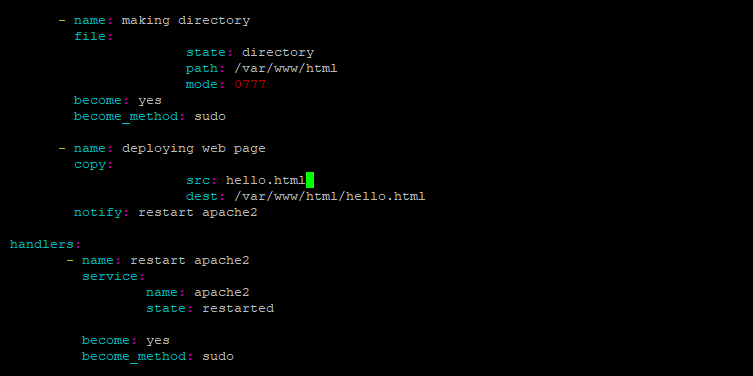 - name: making directory
file:
state: directory
path: /var/www/html
mode: 0777
become: yes
become_method: sudo
- name: deploying web page
copy:
src: hello.html
dest: /var/www/html/hello.html
notify: restart apache2
handlers:
- name: restart apache2
service:
name: apache2
state: restarted
become: yes
become_method: sudo